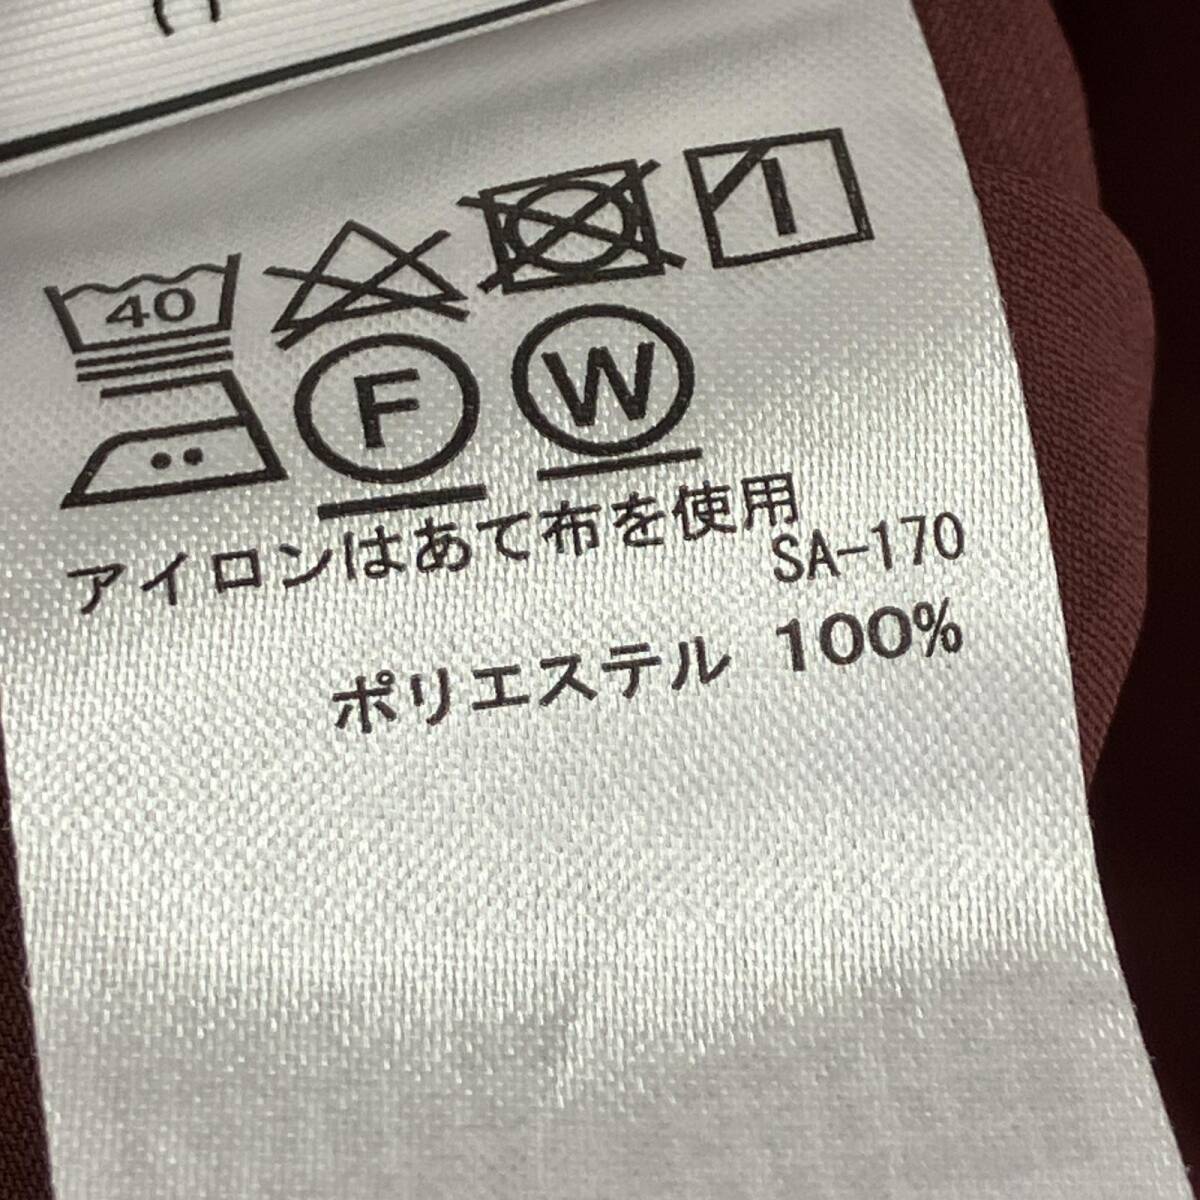 40
F W
アイロンはあて布を使用
SA-170
ポリエステル 100%